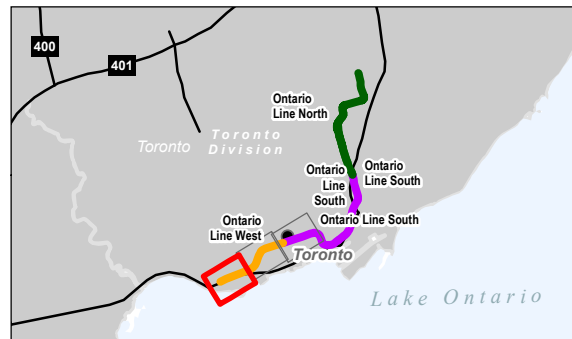 400
401
Ontario
Line North
Toronto
Toronto
Division
Ontario
Line
South
Ontario
Line South
Ontario
Line West
Ontario Line South
Toronto
Lake Ontario